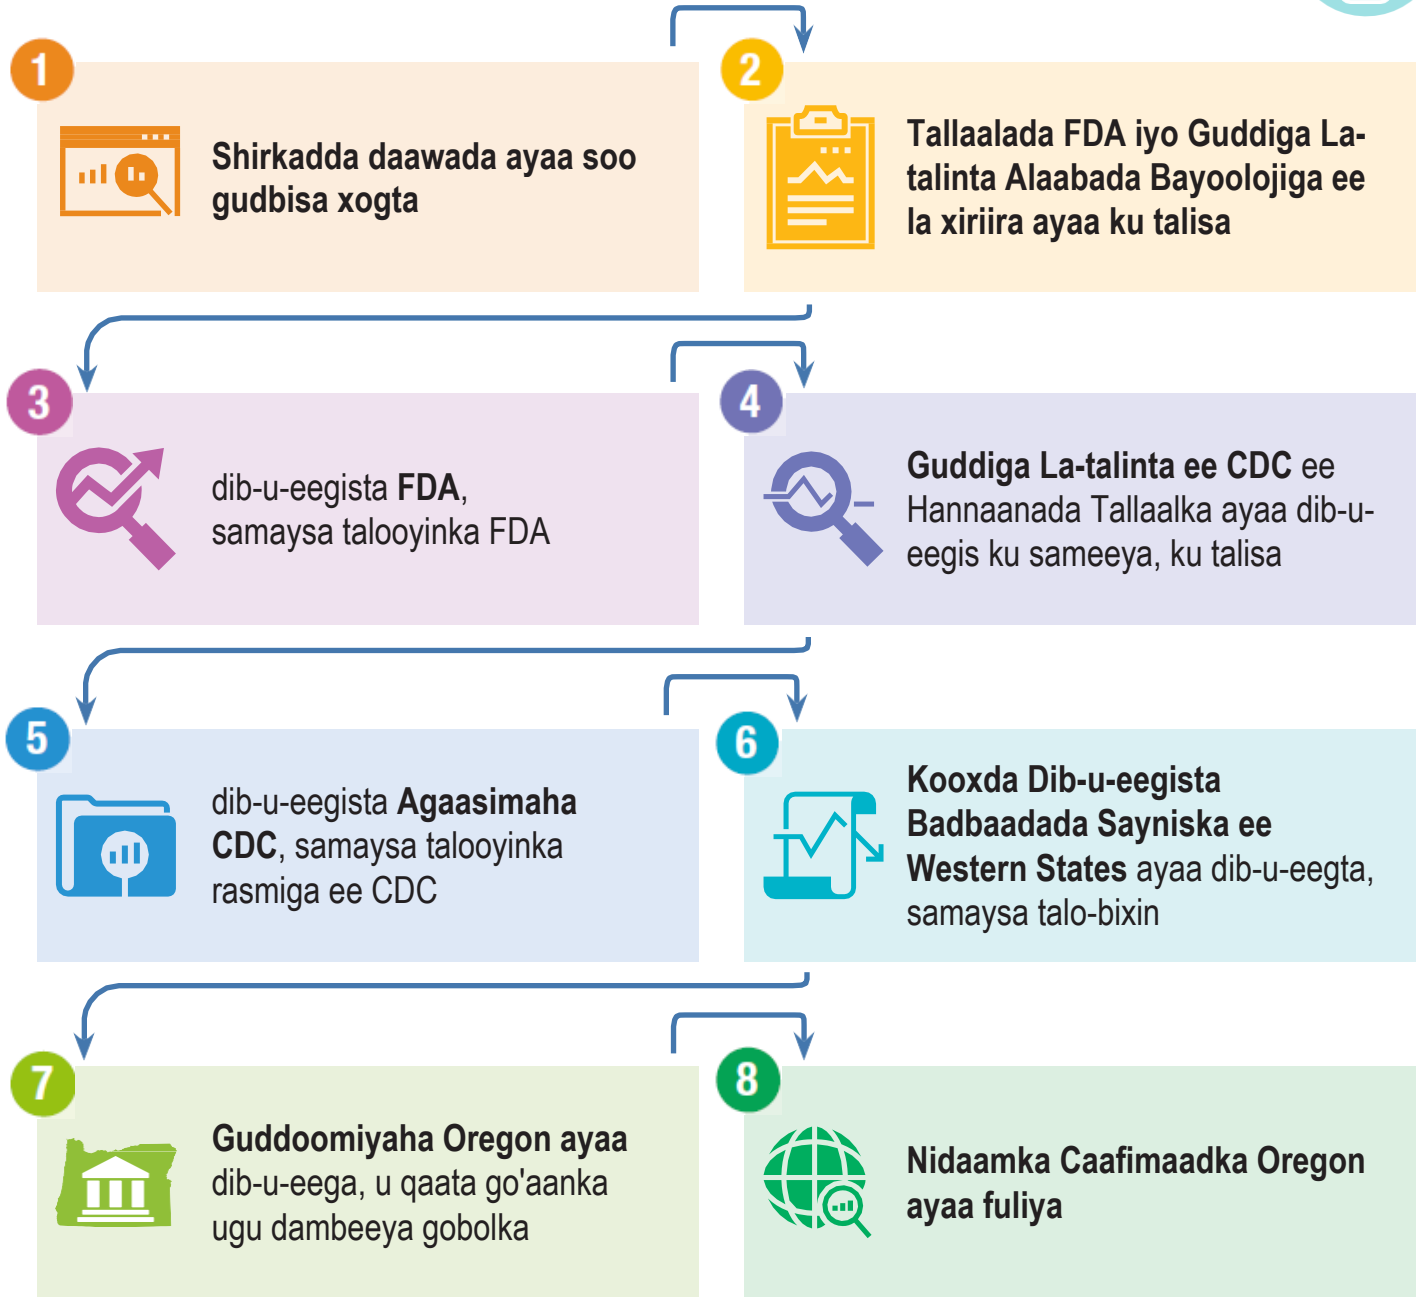 1
Shirkadda daawada ayaa soo
gudbisa xogta
2
Tallaalada FDA iyo Guddiga La-
talinta Alaabada Bayoolojiga ee
la xiriira ayaa ku talisa
3
dib-u-eegista FDA,
samaysa talooyinka FDA
4
Guddiga La-talinta ee CDC ee
Hannaanada Tallaalka ayaa dib-u-
eegis ku sameeya, ku talisa
5
dib-u-eegista Agaasimaha
CDC, samaysa talooyinka
rasmiga ee CDC
6
Kooxda Dib-u-eegista
Badbaadada Sayniska ee
Western States ayaa dib-u-eegta,
samaysa talo-bixin
7
Guddoomiyaha Oregon ayaa
dib-u-eega, u qaata go'aanka
ugu dambeeya gobolka
8
Nidaamka Caafimaadka Oregon
ayaa fuliya